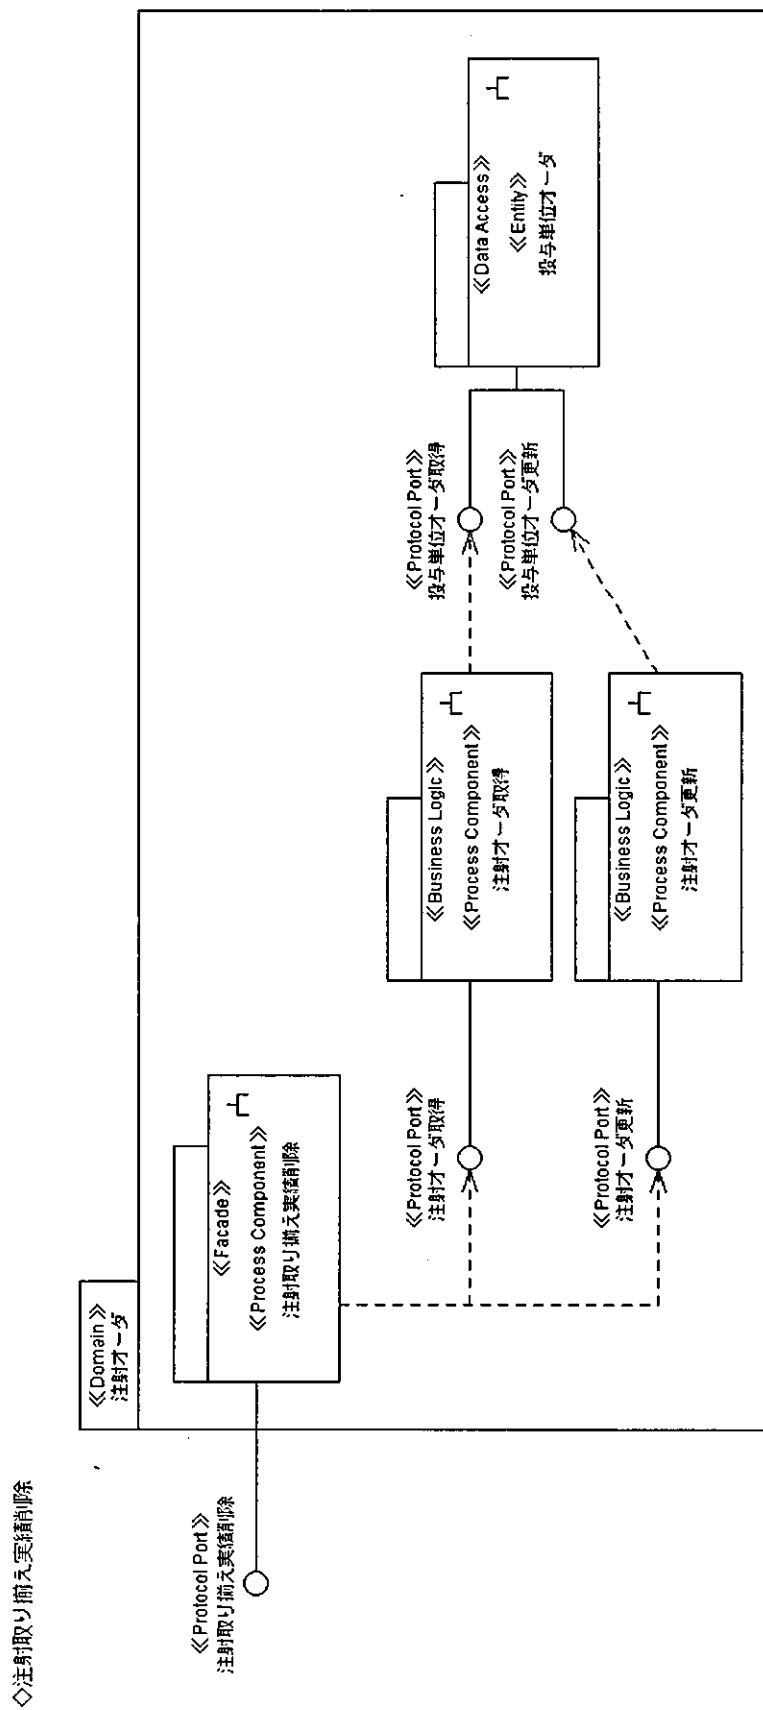 ◇注射取り揃え実績削除
≪Domain≫
注射オーダ
≪Protocol Port≫
注射取り揃え実績削除
≪Facade≫
≪Process Component≫
注射取り揃え実績削除
≪Protocol Port≫
注射オーダ取得
≪Protocol Port≫
注射オーダ更新
≪Business Logic≫
≪Process Component≫
注射オーダ取得
≪Business Logic≫
≪Process Component≫
注射オーダ更新
≪Protocol Port≫
投与単位オーダ取得
≪Protocol Port≫
投与単位オーダ更新
≪Data Access≫
≪Entity≫
投与単位オーダ